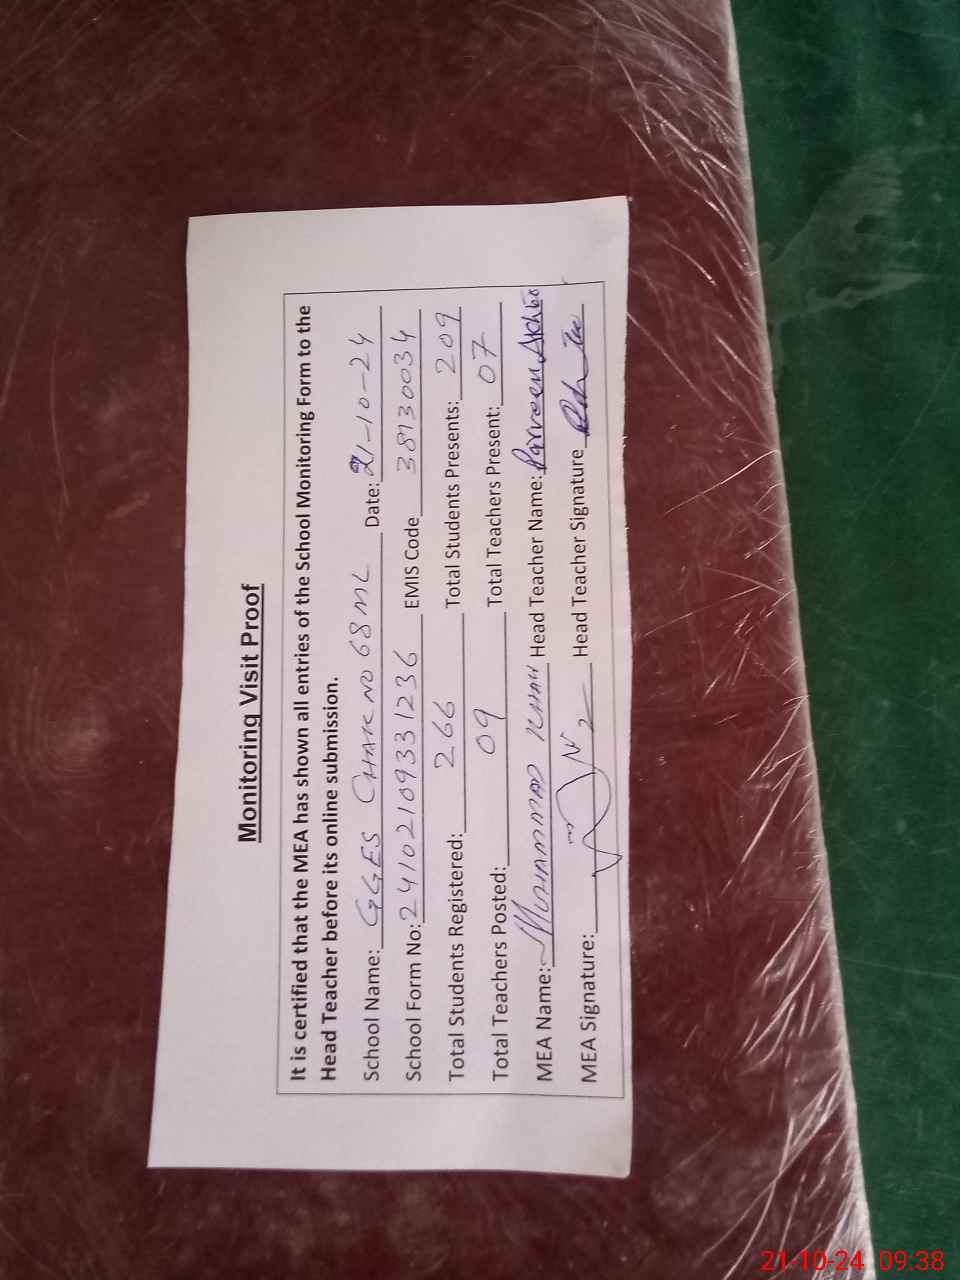 Monitoring Visit Proof
It is certified that the MEA has shown all entries of the School Monitoring Form to the
Head Teacher before its online submission.
School Name: GGES CHAK NO 68 ML Date: 21-10-24
School Form No: 24102109331236 EMIS Code 38130034
Total Students Registered: 266 Total Students Presents: 209
Total Teachers Posted: 09 Total Teachers Present: 07
MEA Name: MUHAMMAD KHAN Head Teacher Name: Parveen
MEA Signature: Head Teacher Signature
21-10-24 09:38